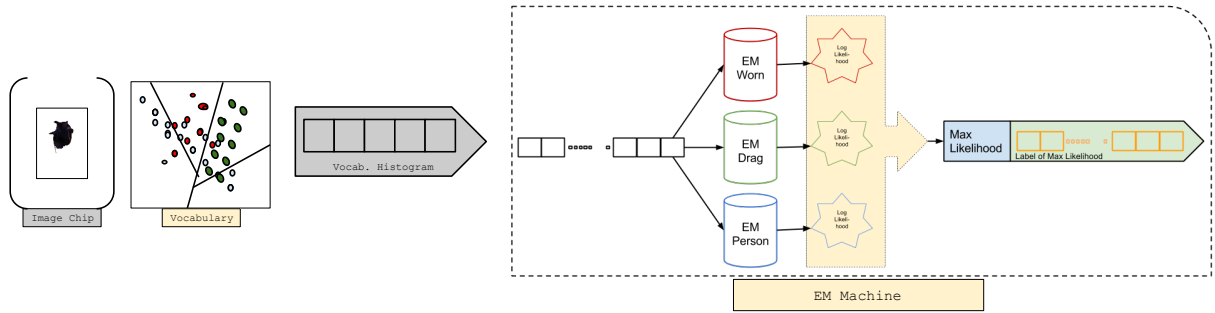 Image Chip
Vocabulary
Vocab. Histogram
EM
Worn
EM
Drag
EM
Person
Log
Likeli-
hood
Log
Likeli-
hood
Log
Likeli-
hood
Max
Likelihood
Label of Max Likelihood
EM Machine